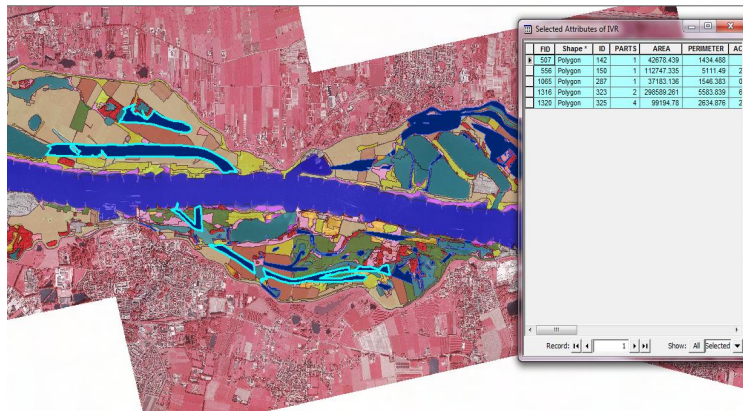 Selected Attributes of IVR
FID Shape * ID PARTS AREA PERIMETER AC
507 Polygon 142 1 42678.439 1434.488
556 Polygon 150 1 112747.335 5111.49 2
1065 Polygon 287 1 37183.136 1546.383 0
1316 Polygon 323 2 298589.261 5583.839 6
1320 Polygon 325 4 99194.78 2634.876 2
Record: 1 Show: All Selected